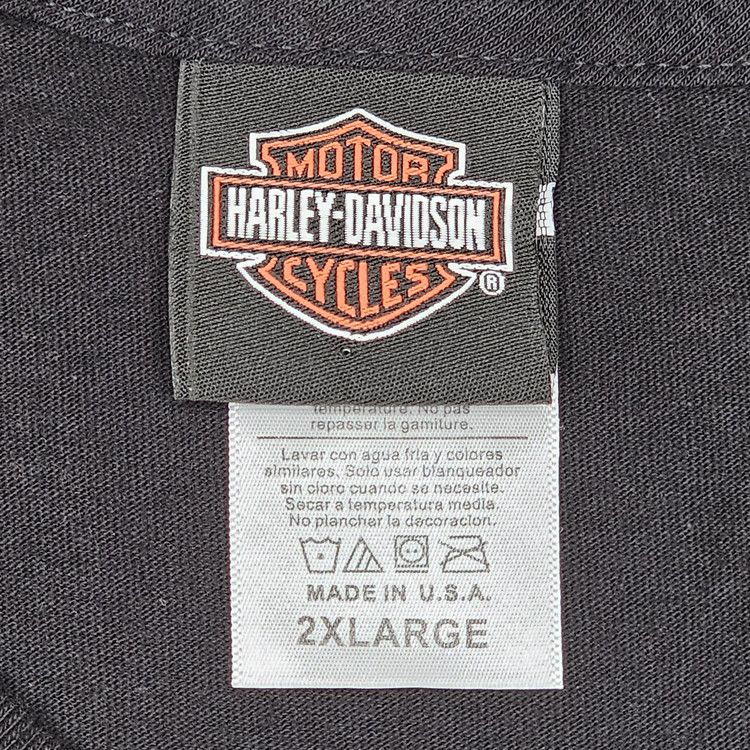 MOTOR
HARLEY-DAVIDSON
CYCLES
®
température. No pas
repasser la garniture.
Lavar con agua fria y colores
similares. Solo usar blanqueador
sin cloro cuando se necesite.
Secar a temperatura media.
No planchar la decoracion.
MADE IN U.S.A.
2XLARGE